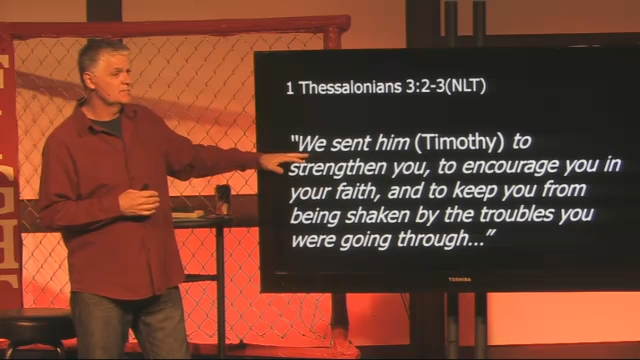 1 Thessalonians 3:2-3(NLT)
"We sent him (Timothy) to
strengthen you, to encourage you in
your faith, and to keep you from
being shaken by the troubles you
were going through..."
TOSHIBA